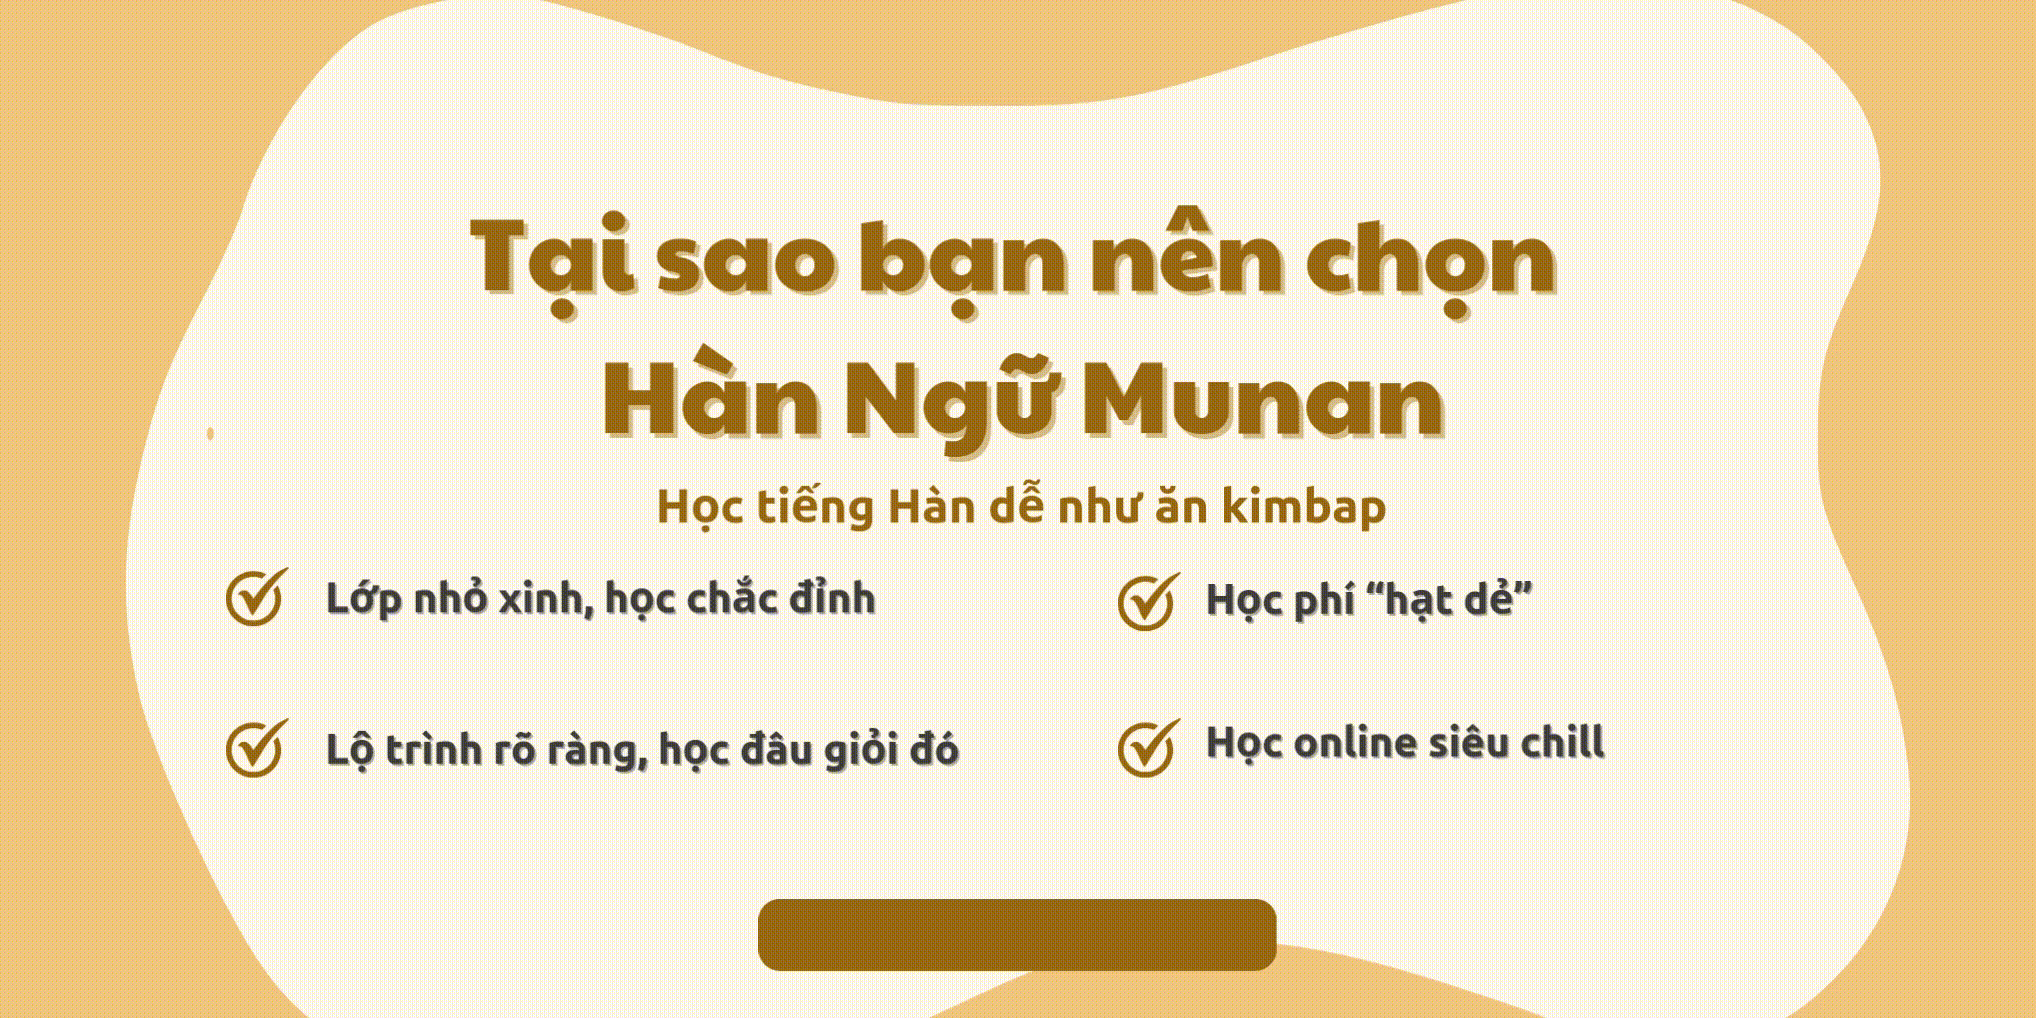 Tại sao bạn nên chọn
Hàn Ngữ Munan
Học tiếng Hàn dễ như ăn kimbap
Lớp nhỏ xinh, học chắc đỉnh
Học phí “hạt dẻ”
Lộ trình rõ ràng, học đâu giỏi đó
Học online siêu chill